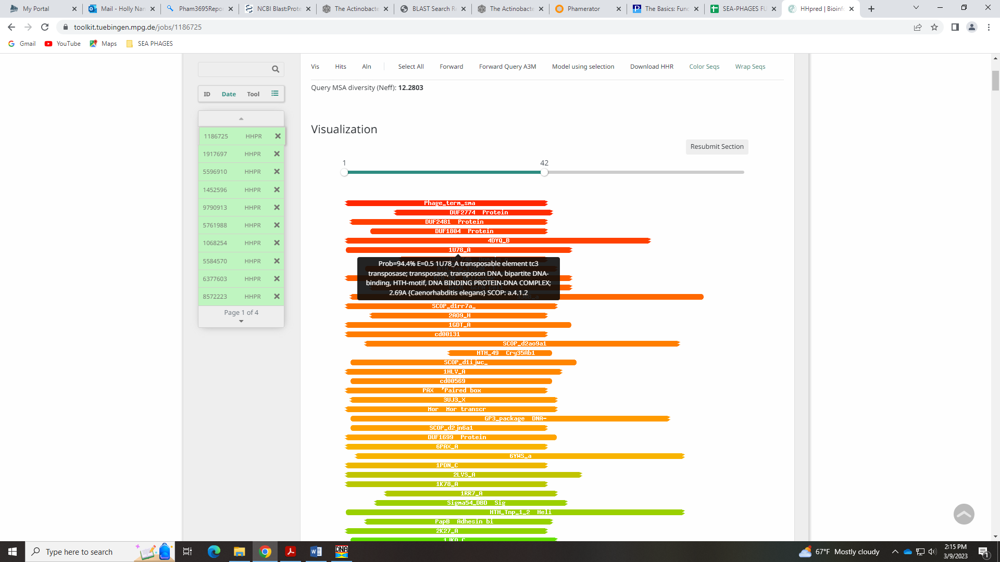 My Portal
Mail - Holly Nan
Pham3695Repor
NCBI Blast:Prote
The Actinobacte
BLAST Search Re
The Actinobacte
Phamerator
The Basics: Func
SEA-PHAGES FU
HHpred | Bioinfo
toolkit.tuebingen.mpg.de/jobs/1186725
Gmail
YouTube
Maps
SEA PHAGES
Vis Hits Aln Select All Forward Forward Query A3M Model using selection Download HHR Color Seqs Wrap Seqs
Query MSA diversity (Neff): 12.2803
ID Date Tool
1186725 HHPR
1917697 HHPR
5596910 HHPR
1452596 HHPR
9790913 HHPR
5761988 HHPR
1068254 HHPR
5584570 HHPR
6377603 HHPR
8572223 HHPR
Page 1 of 4
Visualization
Resubmit Section
1 42
Phage_term_sma
DUF2774 Protein
DUF2481 Protein
DUF1804 Protein
4DYQ_B
1U78_A
Prob=94.4% E=0.5 1U78_A transposable element tc3
transposase; transposase, transposon DNA, bipartite DNA-
binding, HTH-motif, DNA BINDING PROTEIN-DNA COMPLEX;
2.69A {Caenorhabditis elegans} SCOP: a.4.1.2
SCOP_d1rr7a_
2AO9_H
1GDT_A
cd00131
SCOP_d2ao9a1
HTH_49 Cry35Ab1
SCOP_d1ijwc_
1HLV_A
cd00569
PAX 'Paired box
3UJ3_X
Mor Mor transcr
GP3_package DNA-
SCOP_d2jn6a1
DUF1699 Protein
6PAX_A
6YWS_a
1PDN_C
2LVS_A
1K78_A
1RR7_A
Sigma54_DBD Sig
HTH_Tnp_1_2 Heli
PapB Adhesin bi
2K27_A
Type here to search
67°F Mostly cloudy
2:15 PM
3/9/2023
1